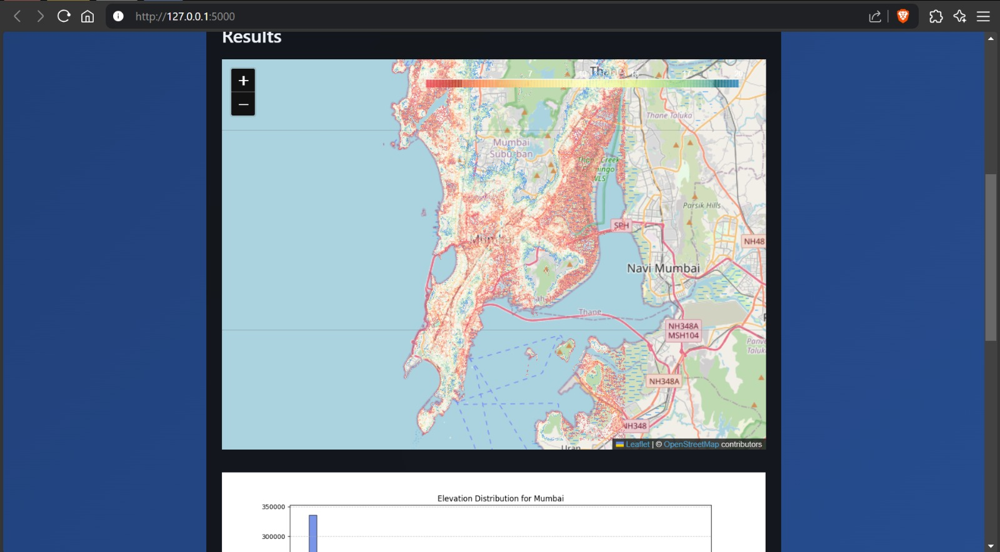 http://127.0.0.1:5000
Results
+
−
Thane
7
17
20
Thane Taluka
Mumbai
Suburban
Thane Creek
Flamingo
WLS
Parsik Hills
SPH
NH48
Mumbai
Navi Mumbai
Thane
NH348A
MSH104
NH348A
NH348
Uran
Leaflet | © OpenStreetMap contributors
Elevation Distribution for Mumbai
350000
300000